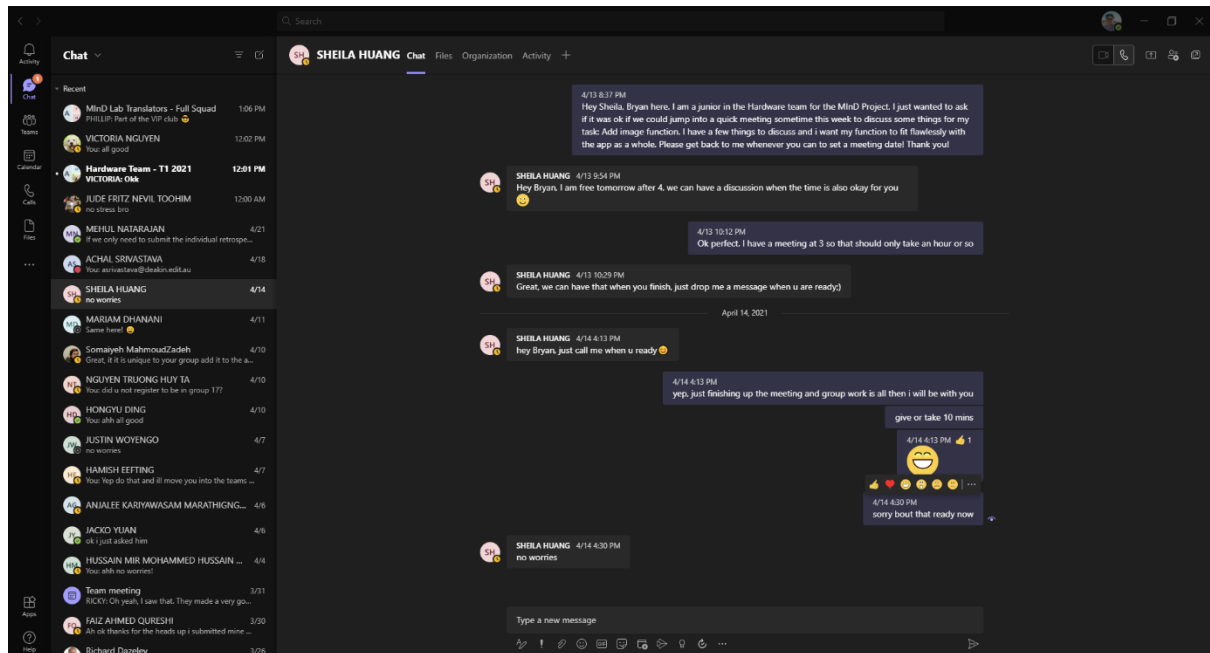 Search
Activity
Chat
Teams
Calendar
Calls
Files
Apps
Help
Chat
Recent
MInD Lab Translators - Full Squad 1:06 PM
PHILLIP: Part of the VIP club
VICTORIA NGUYEN 12:02 PM
You: all good
Hardware Team - T1 2021 12:01 PM
VICTORIA: Okk
JUDE FRITZ NEVIL TOOHIM 12:00 AM
no stress bro
MEHUL NATARAJAN 4/21
If we only need to submit the individual retrospe...
ACHAL SRIVASTAVA 4/18
You: asrivastava@deakin.edit.au
SHEILA HUANG 4/14
no worries
MARIAM DHANANI 4/11
Same here!
Somaiyeh MahmoudZadeh 4/10
Great, it it is unique to your group add it to the a...
NGUYEN TRUONG HUY TA 4/10
You: did u not register to be in group 1??
HONGYU DING 4/10
You: ahh all good
JUSTIN WOYENGO 4/7
no worries
HAMISH EEFTING 4/7
You: Yep do that and ill move you into the teams ...
ANJALEE KARIYAWASAM MARATHIGNG... 4/6
JACKO YUAN 4/6
ok i just asked him
HUSSAIN MIR MOHAMMED HUSSAIN ... 4/4
You: ahh no worries!
Team meeting 3/31
RICKY: Oh yeah, I saw that. They made a very go...
FAIZ AHMED QURESHI 3/30
Ah ok thanks for the heads up i submitted mine ...
Richard Dazeley 3/26
SH SHEILA HUANG Chat Files Organization Activity
4/13 8:37 PM
Hey Sheila, Bryan here. I am a junior in the Hardware team for the MInD Project. I just wanted to ask
if it was ok if we could jump into a quick meeting sometime this week to discuss some things for my
task: Add image function. I have a few things to discuss and i want my function to fit flawlessly with
the app as a whole. Please get back to me whenever you can to set a meeting date! Thank you!
SHEILA HUANG 4/13 9:54 PM
Hey Bryan, I am free tomorrow after 4, we can have a discussion when the time is also okay for you
4/13 10:12 PM
Ok perfect. I have a meeting at 3 so that should only take an hour or so
SHEILA HUANG 4/13 10:29 PM
Great, we can have that when you finish, just drop me a message when u are ready;)
April 14, 2021
SHEILA HUANG 4/14 4:13 PM
hey Bryan, just call me when u ready
4/14 4:13 PM
yep, just finishing up the meeting and group work is all then i will be with you
give or take 10 mins
4/14 4:13 PM 1
4/14 4:30 PM
sorry bout that ready now
SHEILA HUANG 4/14 4:30 PM
no worries
Type a new message